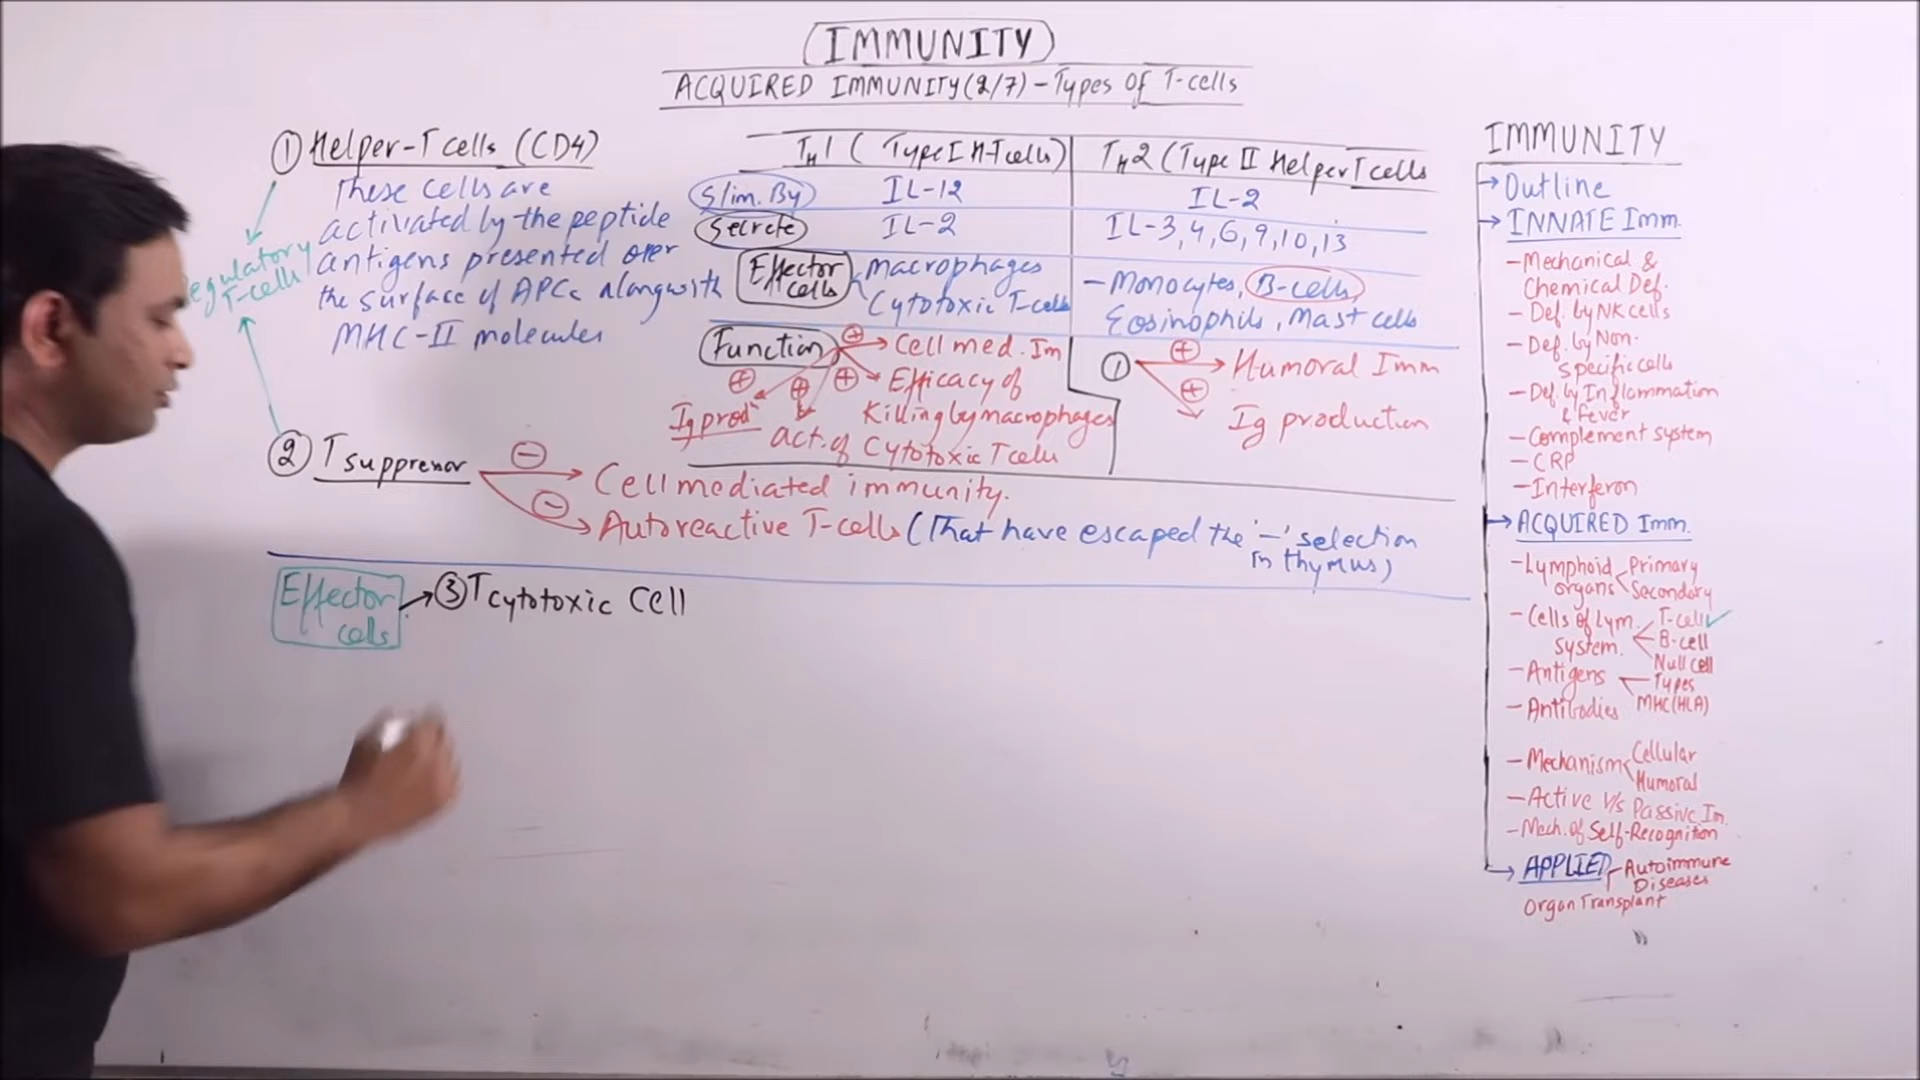 IMMUNITY
ACQUIRED IMMUNITY(2/7) - Types of T-cells
① Helper-T cells (CD4)
These cells are
activated by the peptide
antigens presented over
the surface of APCs alongwith
MHC-II molecules
egulatory
T-cells
TH1 ( Type I H-T cells)
TH2 (Type II Helper T cells
Stim. By
IL-12
IL-2
Secrete
IL-2
IL-3,4,6,9,10,13
Effector
cells
Macrophages
Cytotoxic T-cells
- Monocytes, B-cells,
Eosinophils, Mast cells
Function
⊕ Cell med. Im
⊕ Efficacy of
Killing by macrophages
⊕ Ig prod
⊕ act. of Cytotoxic T cells
① ⊕ Humoral Imm
⊕ Ig production
② T suppressor
⊖ Cell mediated immunity.
⊖ Autoreactive T-cells (That have escaped the '-' selection
in thymus)
Effector
cells
③ T cytotoxic Cell
IMMUNITY
→ Outline
→ INNATE Imm.
- Mechanical &
Chemical Def.
- Def. by NK cells
- Def. by Non-
specific cells
- Def. by Inflammation
& fever
- Complement system
- CRP
- Interferon
→ ACQUIRED Imm.
- Lymphoid
organs
Primary
Secondary
- Cells of Lym.
system.
T-cell ✓
B-cell
Null cell
- Antigens
Types
MHC(HLA)
- Antibodies
- Mechanism
Cellular
Humoral
- Active V/s Passive Im.
- Mech. of Self-Recognition
→ APPLIED
Autoimmune
Diseases
Organ Transplant